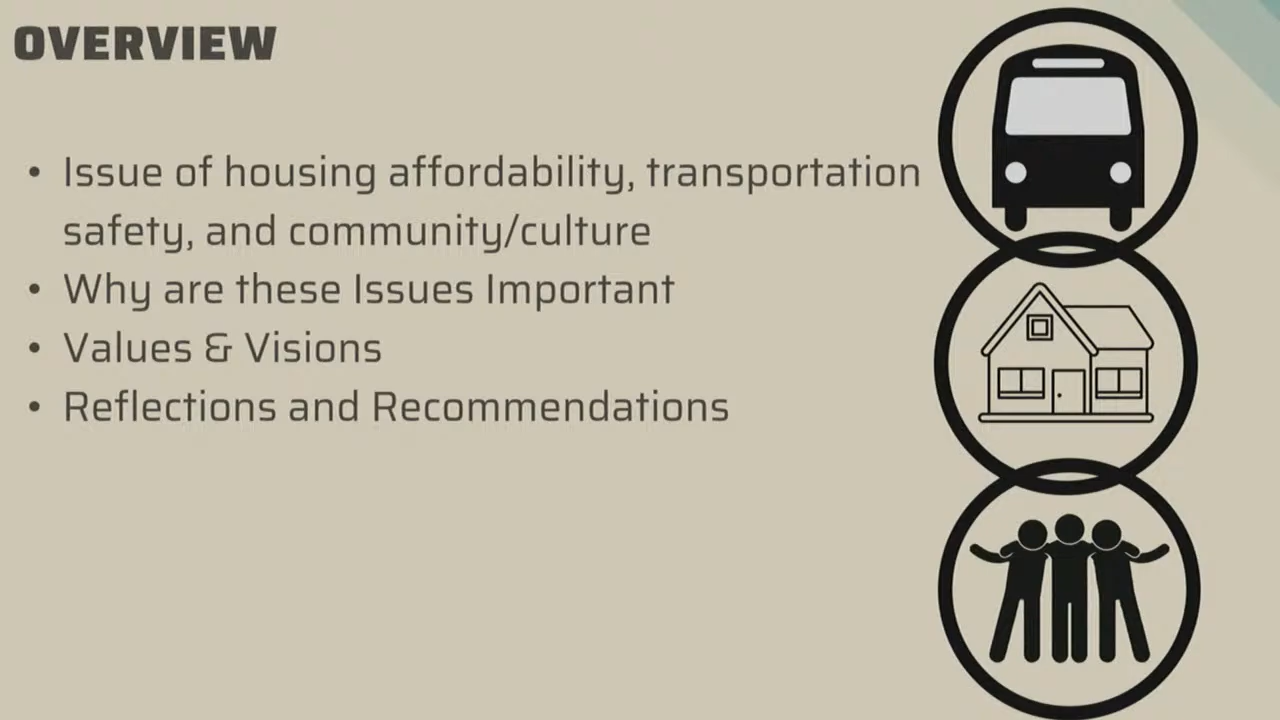 OVERVIEW
• Issue of housing affordability, transportation
safety, and community/culture
• Why are these Issues Important
• Values & Visions
• Reflections and Recommendations